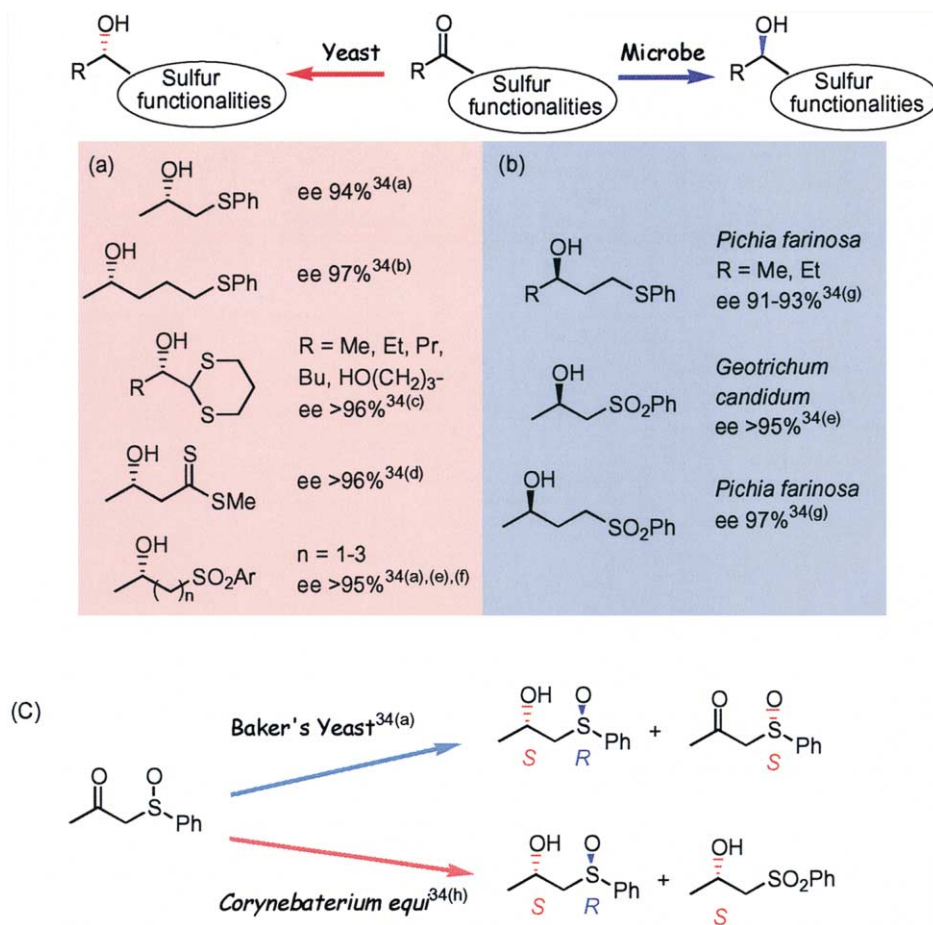 OH
R
Sulfur
functionalities
Yeast
O
R
Sulfur
functionalities
Microbe
OH
R
Sulfur
functionalities
(a)
OH
SPh
ee 94%34(a)
OH
SPh
ee 97%34(b)
OH
S
R
S
R = Me, Et, Pr,
Bu, HO(CH2)3-
ee >96%34(c)
OH
S
SMe
ee >96%34(d)
OH
SO2Ar
n
n = 1-3
ee >95%34(a),(e),(f)
(b)
OH
R
SPh
Pichia farinosa
R = Me, Et
ee 91-93%34(g)
OH
SO2Ph
Geotrichum
candidum
ee >95%34(e)
OH
SO2Ph
Pichia farinosa
ee 97%34(g)
(C)
O
O
S
Ph
Baker's Yeast34(a)
OH
O
S
Ph
S
R
+
O
O
S
Ph
S
Corynebaterium equi34(h)
OH
O
S
Ph
S
R
+
OH
SO2Ph
S